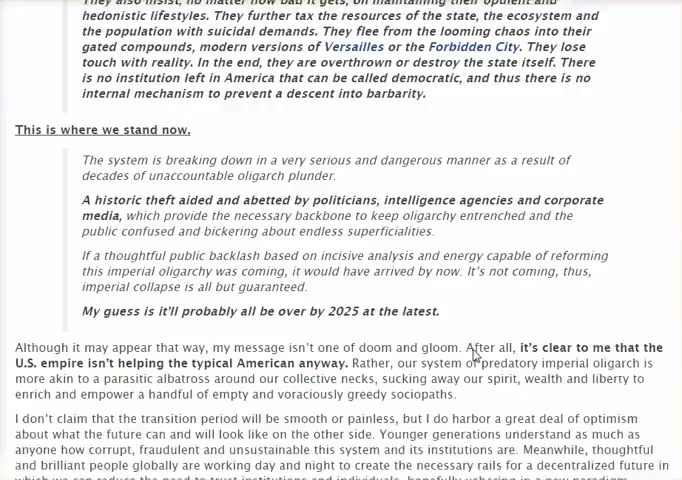 They also insist, no matter how bad it gets, on maintaining their opulent and
hedonistic lifestyles. They further tax the resources of the state, the ecosystem and
the population with suicidal demands. They flee from the looming chaos into their
gated compounds, modern versions of Versailles or the Forbidden City. They lose
touch with reality. In the end, they are overthrown or destroy the state itself. There
is no institution left in America that can be called democratic, and thus there is no
internal mechanism to prevent a descent into barbarity.
This is where we stand now.
The system is breaking down in a very serious and dangerous manner as a result of
decades of unaccountable oligarch plunder.
A historic theft aided and abetted by politicians, intelligence agencies and corporate
media, which provide the necessary backbone to keep oligarchy entrenched and the
public confused and bickering about endless superficialities.
If a thoughtful public backlash based on incisive analysis and energy capable of reforming
this imperial oligarchy was coming, it would have arrived by now. It's not coming, thus,
imperial collapse is all but guaranteed.
My guess is it'll probably all be over by 2025 at the latest.
Although it may appear that way, my message isn't one of doom and gloom. After all, it's clear to me that the
U.S. empire isn't helping the typical American anyway. Rather, our system of predatory imperial oligarch is
more akin to a parasitic albatross around our collective necks, sucking away our spirit, wealth and liberty to
enrich and empower a handful of empty and voraciously greedy sociopaths.
I don't claim that the transition period will be smooth or painless, but I do harbor a great deal of optimism
about what the future can and will look like on the other side. Younger generations understand as much as
anyone how corrupt, fraudulent and unsustainable this system and its institutions are. Meanwhile, thoughtful
and brilliant people globally are working day and night to create the necessary rails for a decentralized future in
which we can reduce the need to trust institutions and individuals, hopefully ushering in a new paradigm